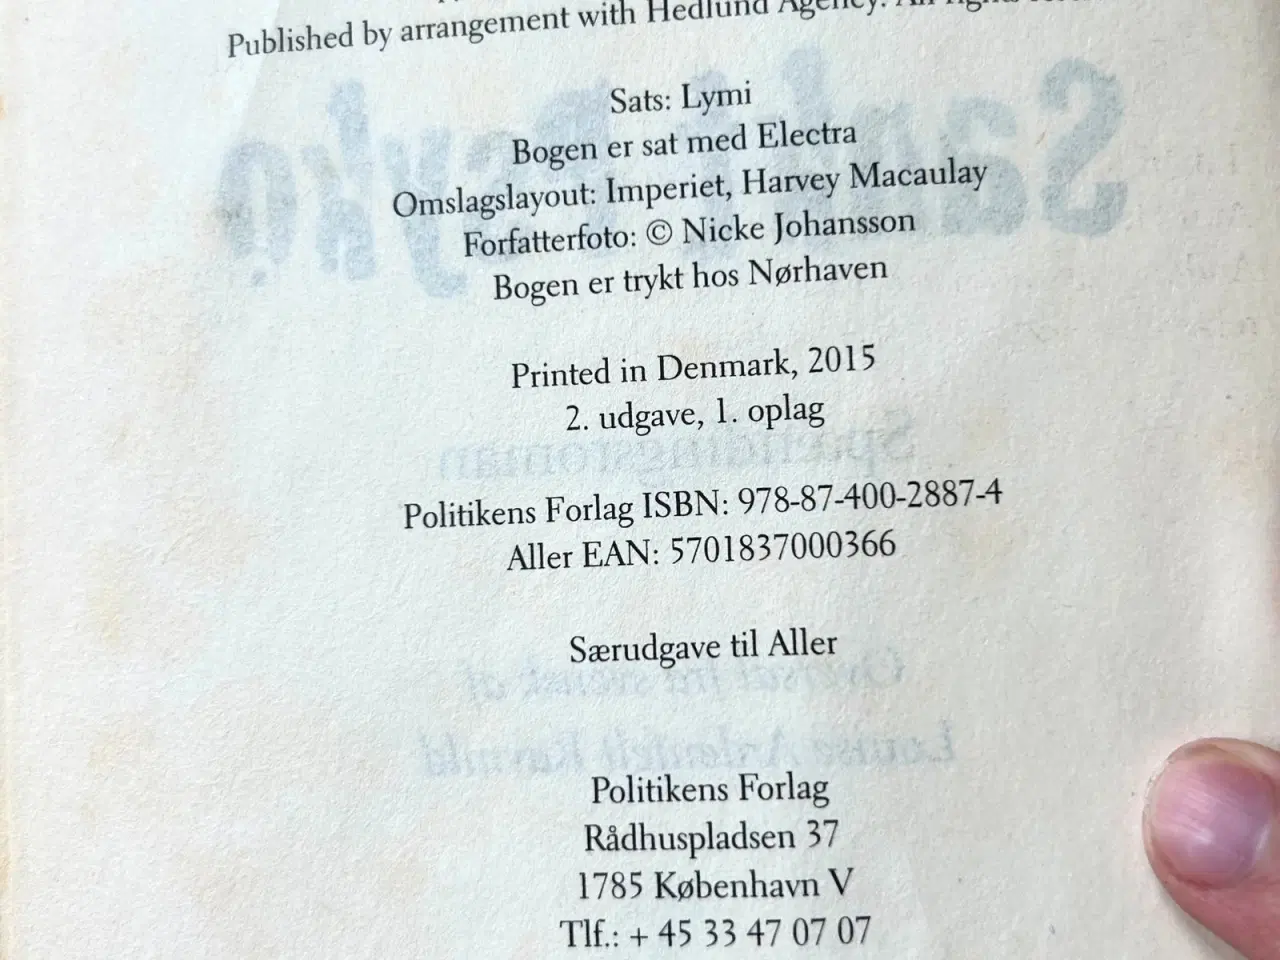 Published by arrangement with Hedlund Agency. All rights
Sats: Lymi
Bogen er sat med Electra
Omslagslayout: Imperiet, Harvey Macaulay
Forfatterfoto: © Nicke Johansson
Bogen er trykt hos Nørhaven
Printed in Denmark, 2015
2. udgave, 1. oplag
Politikens Forlag ISBN: 978-87-400-2887-4
Aller EAN: 5701837000366
Særudgave til Aller
Politikens Forlag
Rådhuspladsen 37
1785 København V
Tlf.: + 45 33 47 07 07